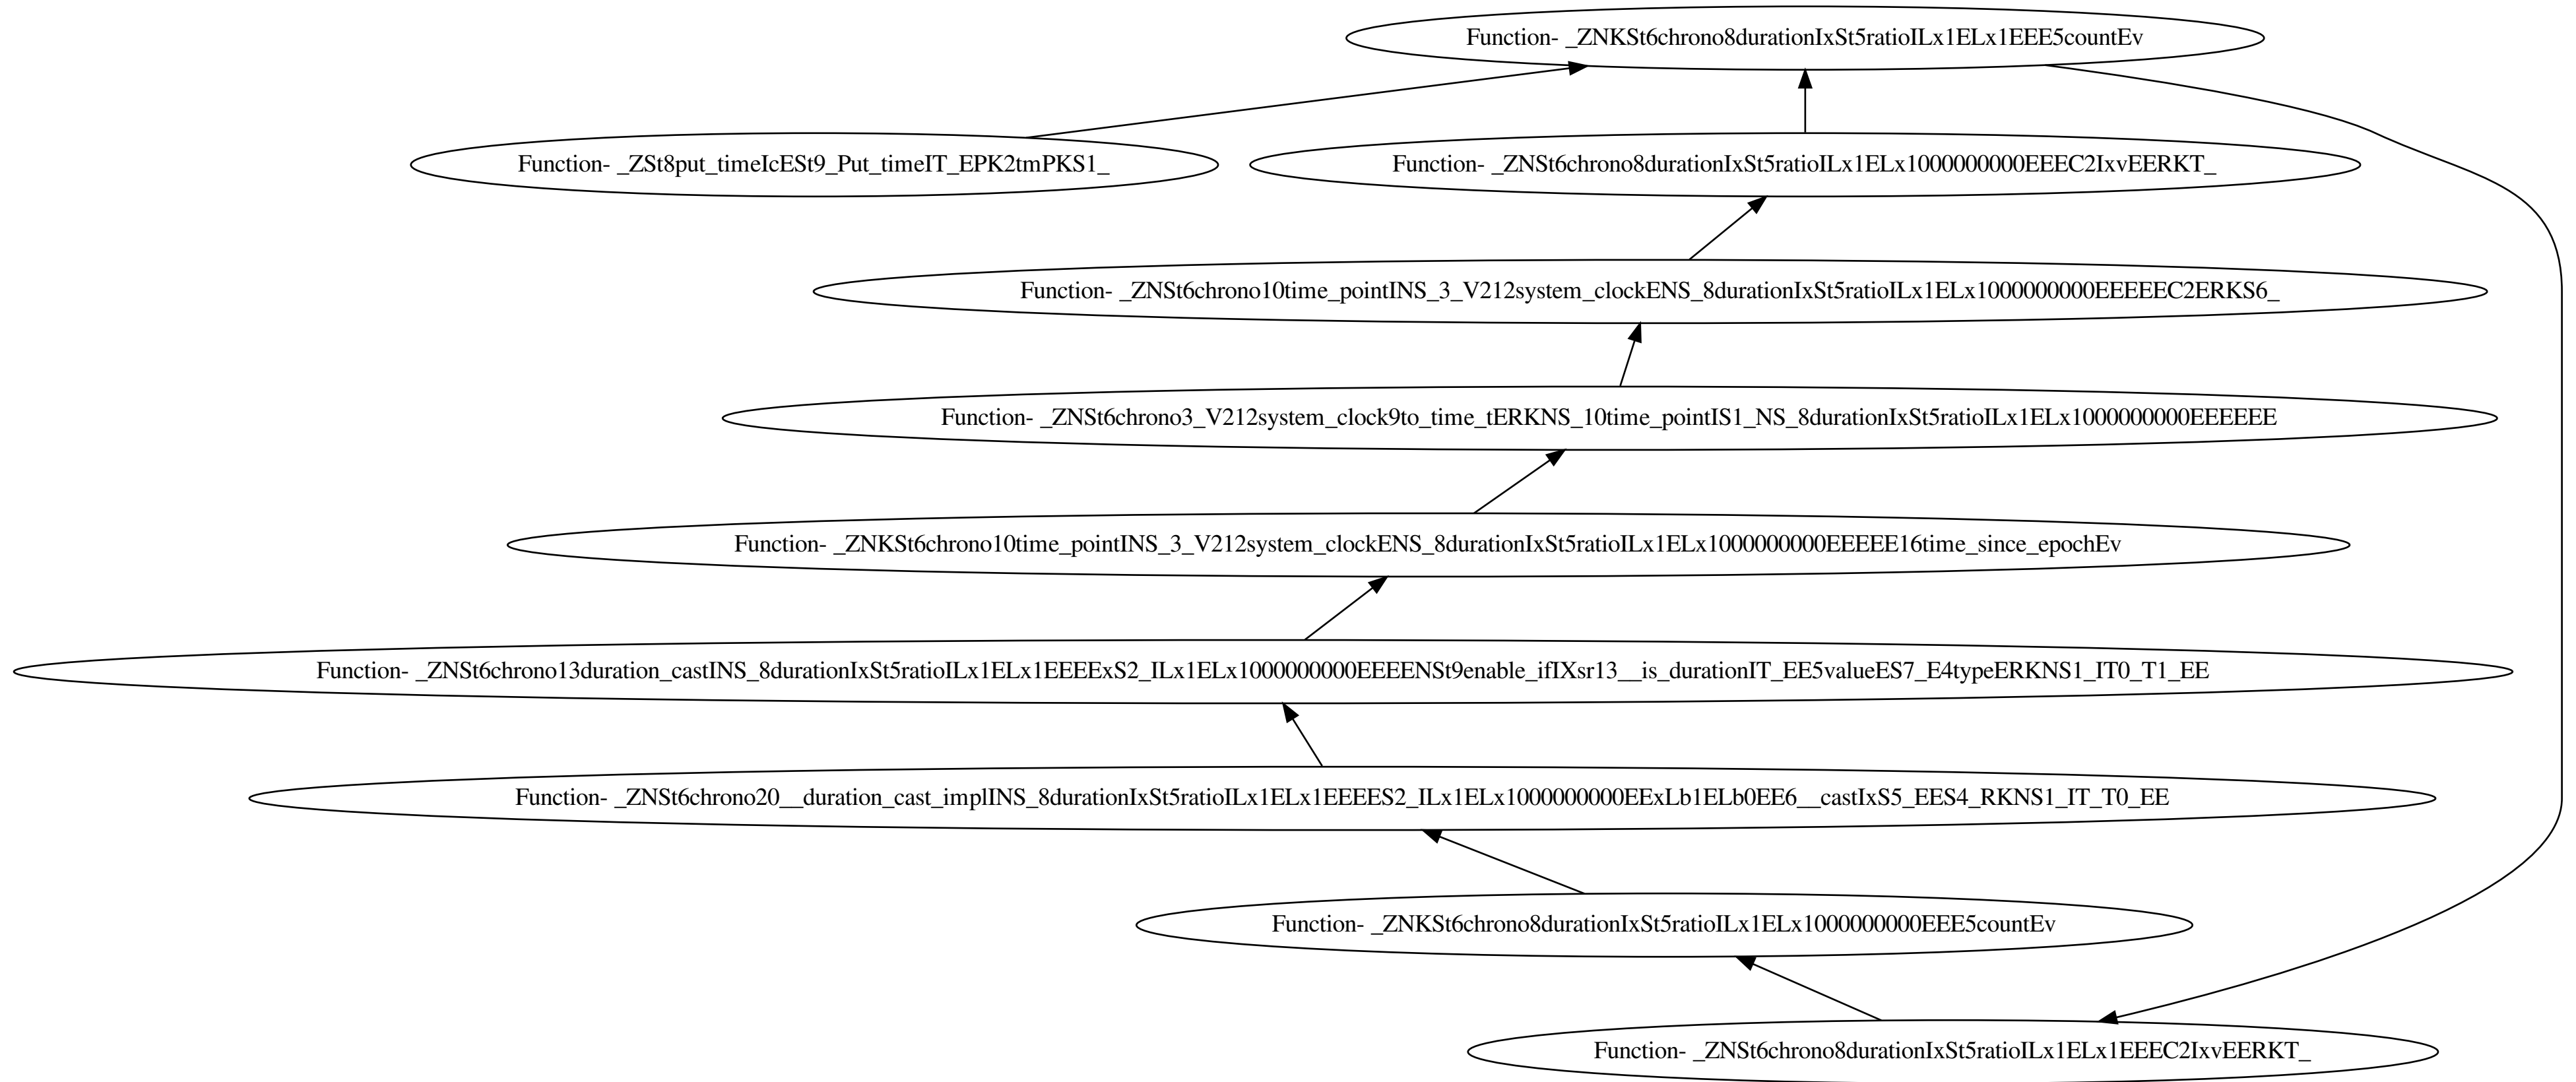 Function- _ZNKSt6chrono8durationIxSt5ratioILx1ELx1EEE5countEv
Function- _ZSt8put_timeIcESt9_Put_timeIT_EPK2tmPKS1_
Function- _ZNSt6chrono8durationIxSt5ratioILx1ELx1000000000EEEC2IxvEERKT_
Function- _ZNSt6chrono10time_pointINS_3_V212system_clockENS_8durationIxSt5ratioILx1ELx1000000000EEEEEC2ERKS6_
Function- _ZNSt6chrono3_V212system_clock9to_time_tERKNS_10time_pointIS1_NS_8durationIxSt5ratioILx1ELx1000000000EEEEEE
Function- _ZNKSt6chrono10time_pointINS_3_V212system_clockENS_8durationIxSt5ratioILx1ELx1000000000EEEEE16time_since_epochEv
Function- _ZNSt6chrono13duration_castINS_8durationIxSt5ratioILx1ELx1EEEExS2_ILx1ELx1000000000EEEENSt9enable_ifIXsr13__is_durationIT_EE5valueES7_E4typeERKNS1_IT0_T1_EE
Function- _ZNSt6chrono20__duration_cast_implINS_8durationIxSt5ratioILx1ELx1EEEES2_ILx1ELx1000000000EExLb1ELb0EE6__castIxS5_EES4_RKNS1_IT_T0_EE
Function- _ZNKSt6chrono8durationIxSt5ratioILx1ELx1000000000EEE5countEv
Function- _ZNSt6chrono8durationIxSt5ratioILx1ELx1EEEC2IxvEERKT_